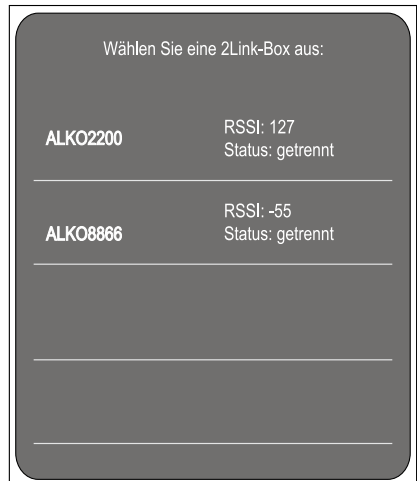 Wählen Sie eine 2Link-Box aus:
ALKO2200
RSSI: 127
Status: getrennt
ALKO8866
RSSI: -55
Status: getrennt